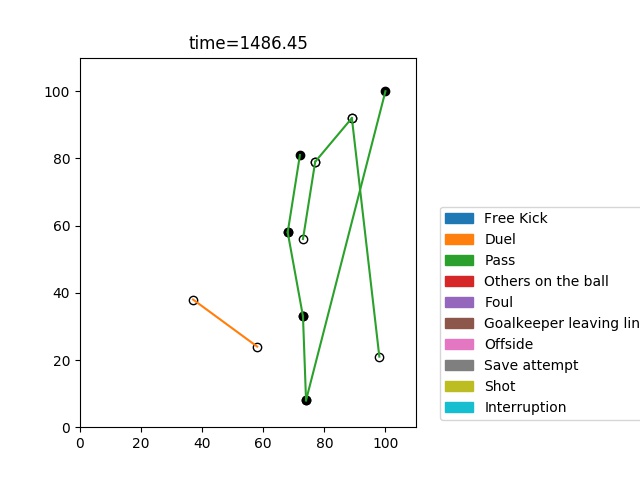 time=1486.45
100
80
60
40
20
0
0 20 40 60 80 100
Free Kick
Duel
Pass
Others on the ball
Foul
Goalkeeper leaving lin
Offside
Save attempt
Shot
Interruption